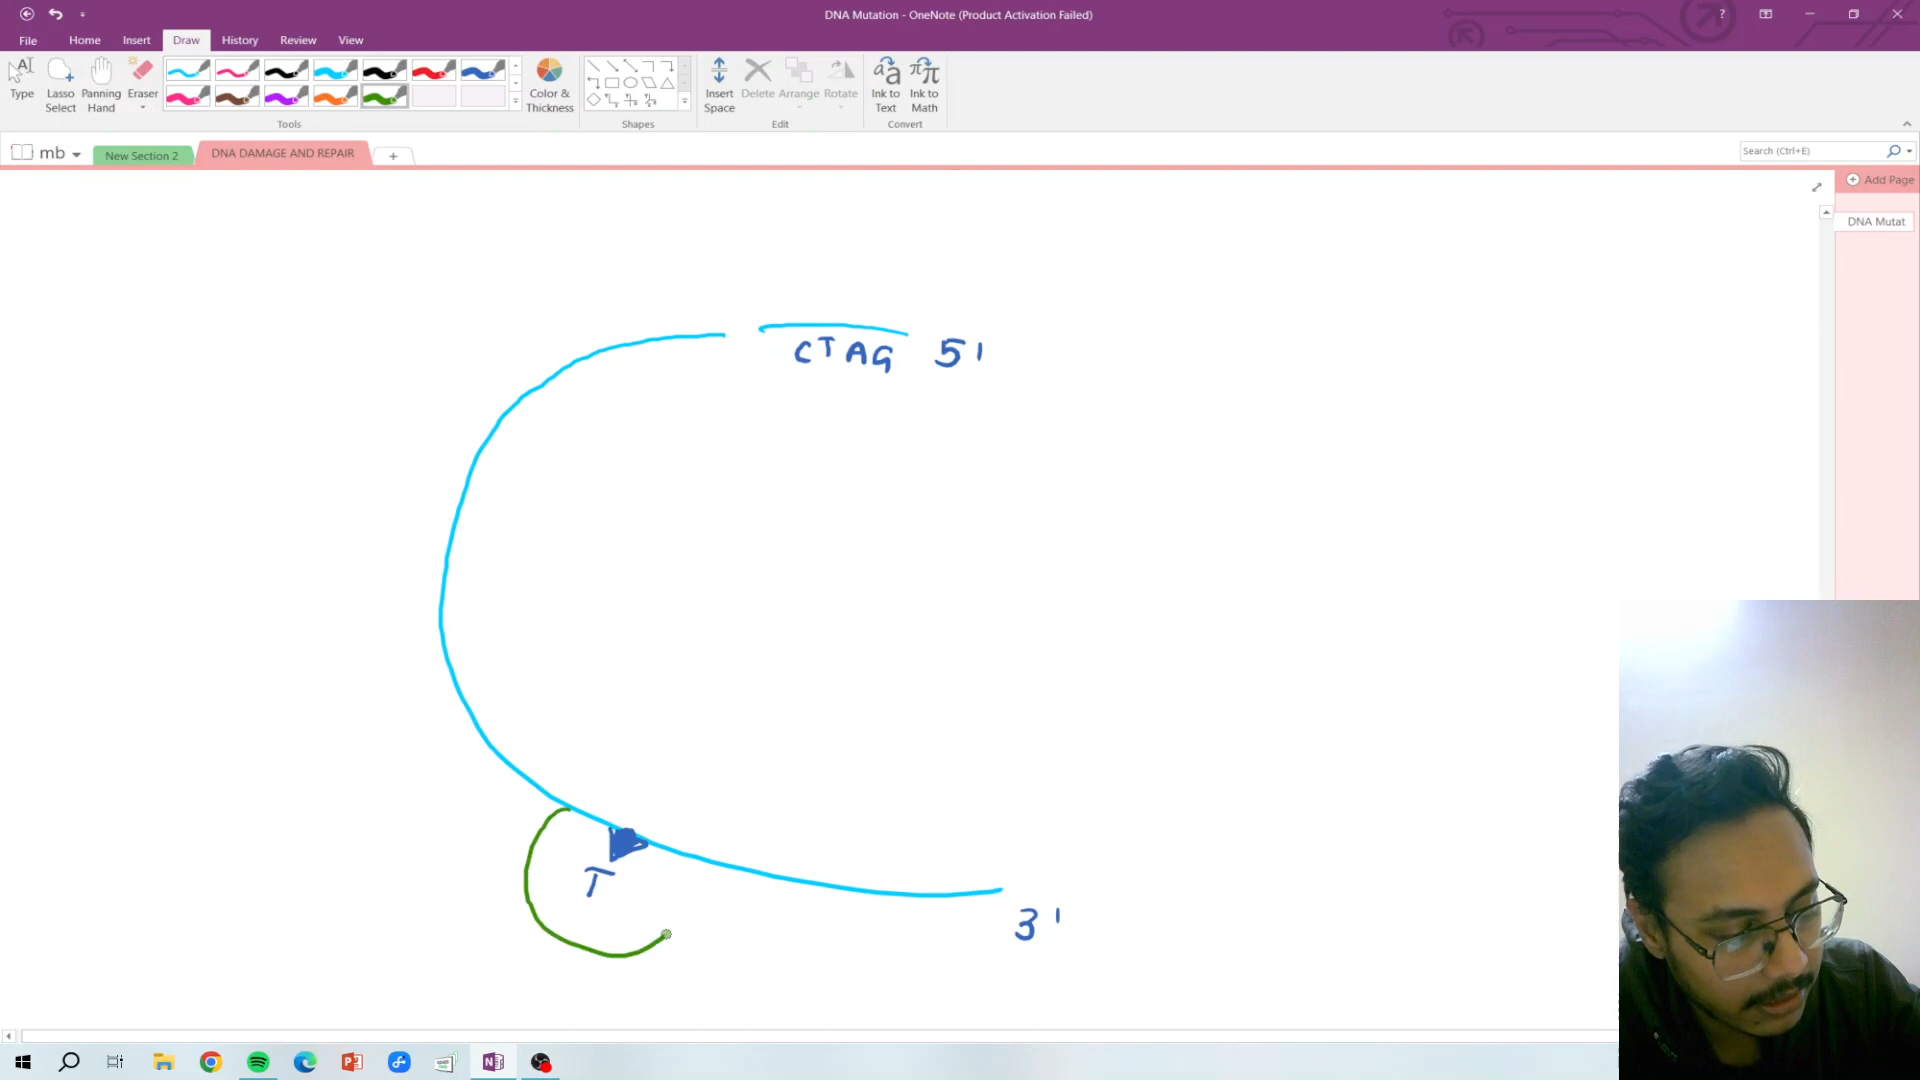 DNA Mutation - OneNote (Product Activation Failed)
?
File Home Insert Draw History Review View
Type
Lasso Select
Panning Hand
Eraser
Color & Thickness
Insert Space
Delete
Arrange
Rotate
Ink to Text
Ink to Math
Tools
Shapes
Edit
Convert
mb
New Section 2
DNA DAMAGE AND REPAIR
+
Search (Ctrl+E)
Add Page
DNA Mutat
CTAG 5'
T
3'